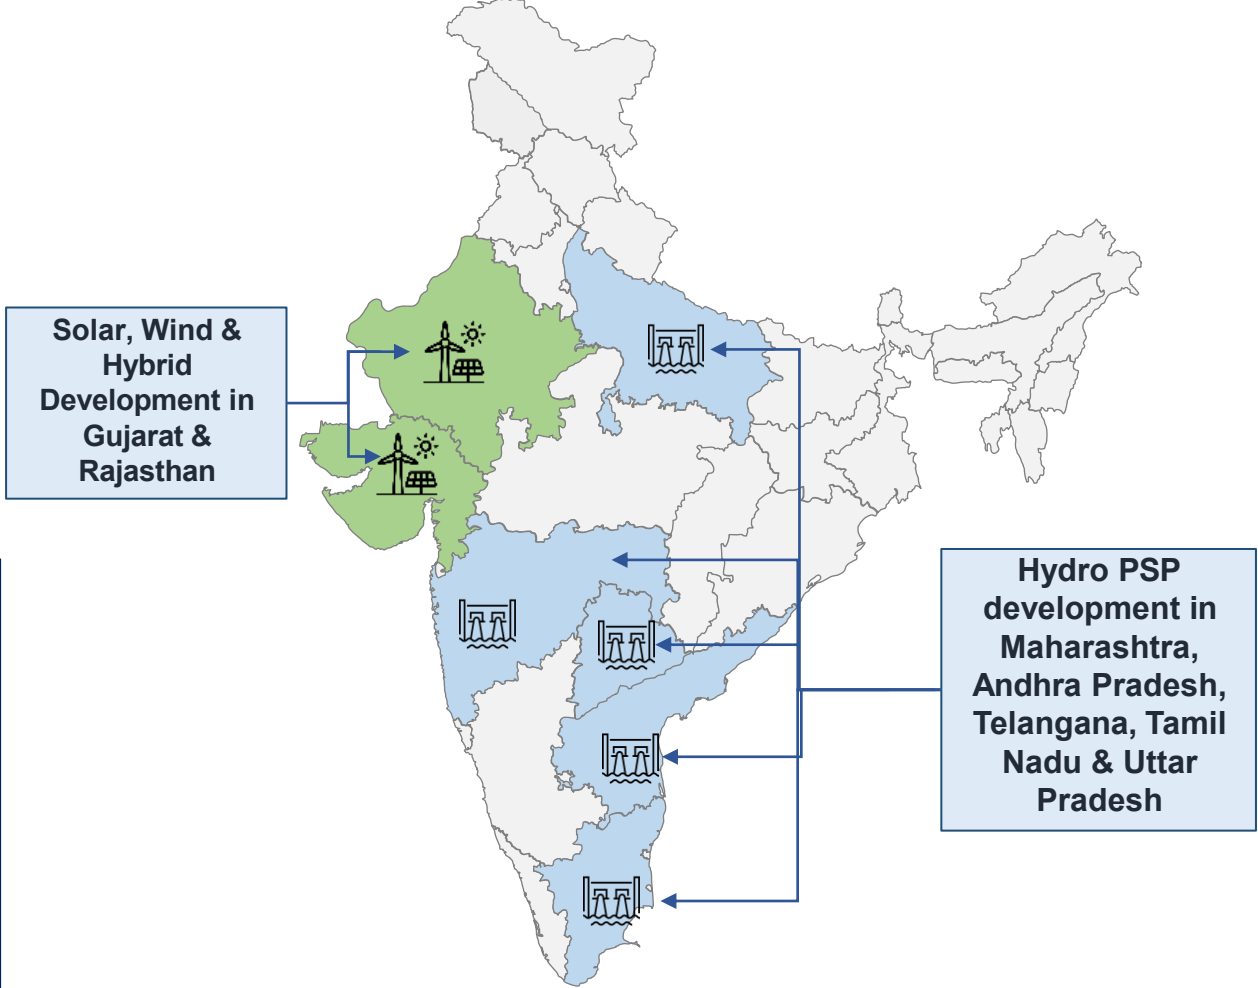 Solar, Wind &
Hybrid
Development in
Gujarat &
Rajasthan
Hydro PSP
development in
Maharashtra,
Andhra Pradesh,
Telangana, Tamil
Nadu & Uttar
Pradesh